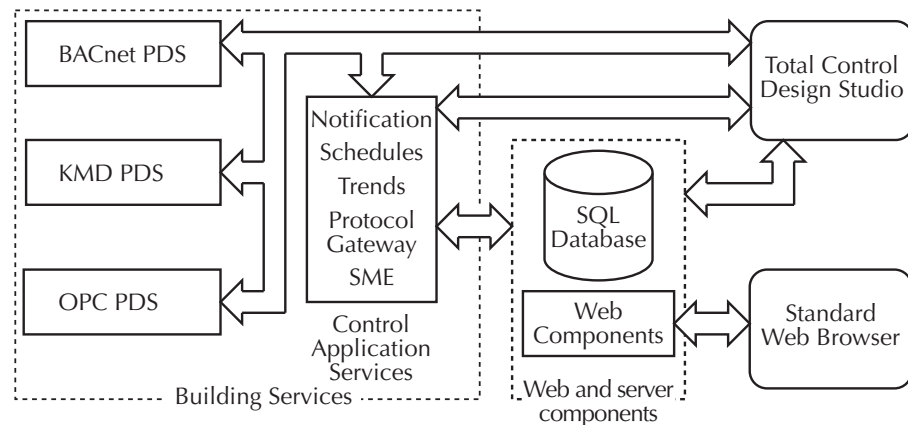 BACnet PDS
KMD PDS
OPC PDS
Notification
Schedules
Trends
Protocol
Gateway
SME
Control
Application
Services
Building Services
SQL
Database
Web
Components
Web and server
components
Total Control
Design Studio
Standard
Web Browser